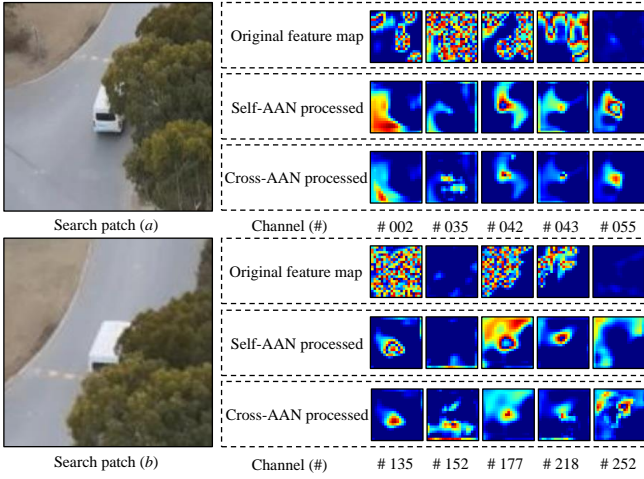 Original feature map
Self-AAN processed
Cross-AAN processed
Search patch (a)
Channel (#)
# 002
# 035
# 042
# 043
# 055
Original feature map
Self-AAN processed
Cross-AAN processed
Search patch (b)
Channel (#)
# 135
# 152
# 177
# 218
# 252